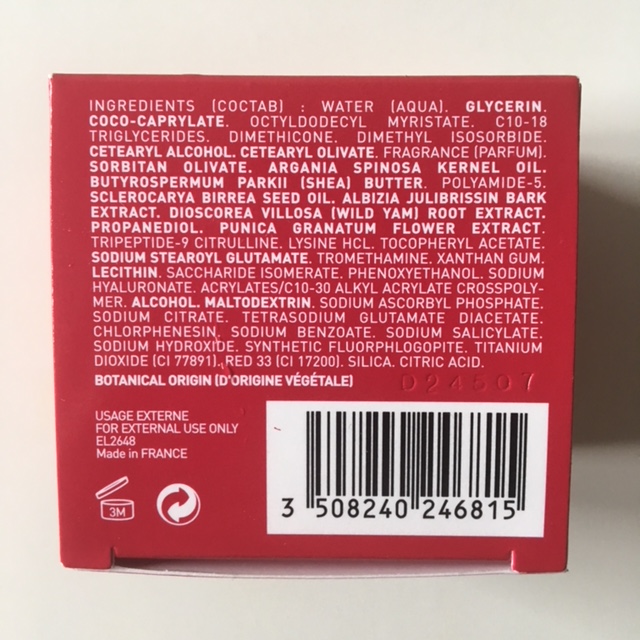 INGREDIENTS (COCTAB) : WATER (AQUA). GLYCERIN.
COCO-CAPRYLATE. OCTYLDODECYL MYRISTATE. C10-18
TRIGLYCERIDES. DIMETHICONE. DIMETHYL ISOSORBIDE.
CETEARYL ALCOHOL. CETEARYL OLIVATE. FRAGRANCE (PARFUM).
SORBITAN OLIVATE. ARGANIA SPINOSA KERNEL OIL.
BUTYROSPERMUM PARKII (SHEA) BUTTER. POLYAMIDE-5.
SCLEROCARYA BIRREA SEED OIL. ALBIZIA JULIBRISSIN BARK
EXTRACT. DIOSCOREA VILLOSA (WILD YAM) ROOT EXTRACT.
PROPANEDIOL. PUNICA GRANATUM FLOWER EXTRACT.
TRIPEPTIDE-9 CITRULLINE. LYSINE HCL. TOCOPHERYL ACETATE.
SODIUM STEAROYL GLUTAMATE. TROMETHAMINE. XANTHAN GUM.
LECITHIN. SACCHARIDE ISOMERATE. PHENOXYETHANOL. SODIUM
HYALURONATE. ACRYLATES/C10-30 ALKYL ACRYLATE CROSSPOLY-
MER. ALCOHOL. MALTODEXTRIN. SODIUM ASCORBYL PHOSPHATE.
SODIUM CITRATE. TETRASODIUM GLUTAMATE DIACETATE.
CHLORPHENESIN. SODIUM BENZOATE. SODIUM SALICYLATE.
SODIUM HYDROXIDE. SYNTHETIC FLUORPHLOGOPITE. TITANIUM
DIOXIDE (CI 77891). RED 33 (CI 17200). SILICA. CITRIC ACID.
BOTANICAL ORIGIN (D'ORIGINE VÉGÉTALE)
D24507
USAGE EXTERNE
FOR EXTERNAL USE ONLY
EL2648
Made in FRANCE
3M
3 508240 246815